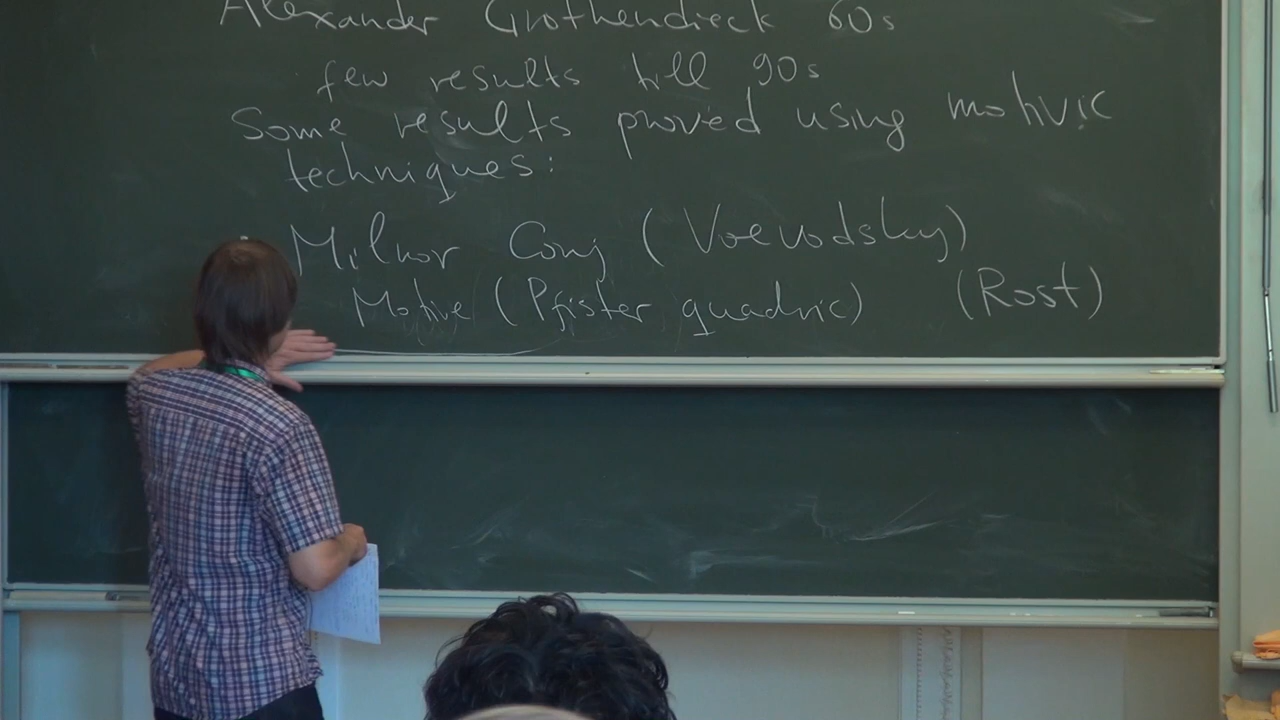 Alexander Grothendieck 60s
few results till 90s
Some results proved using motivic
techniques:
Milnor Conj (Voevodsky)
Motive (Pfister quadric) (Rost)